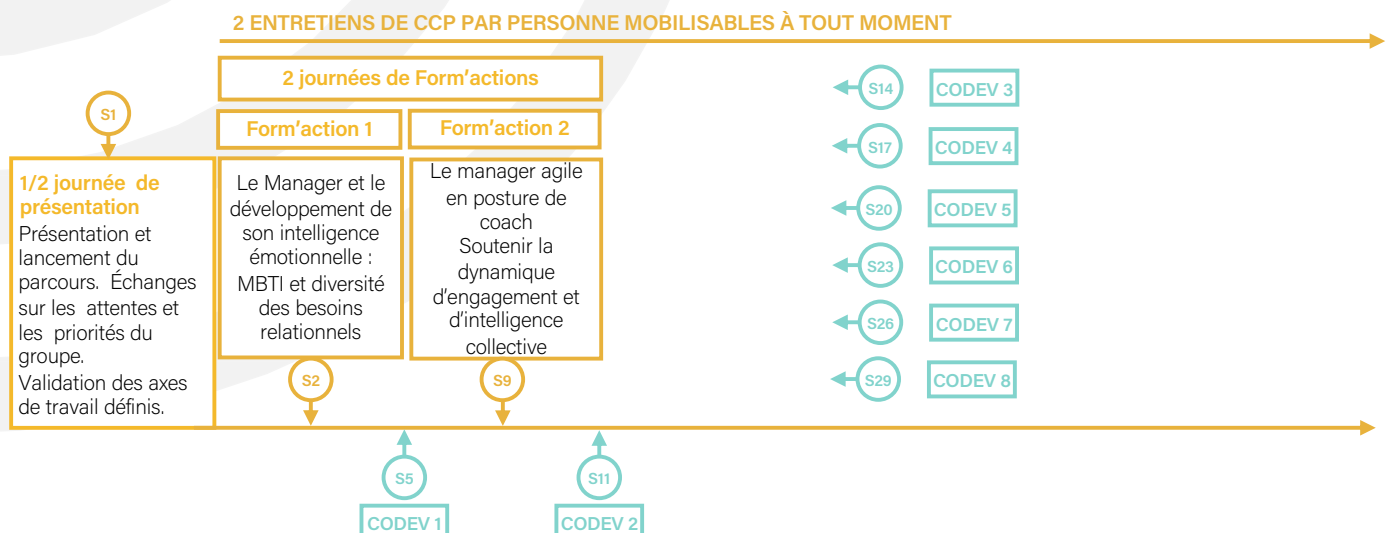 2 ENTRETIENS DE CCP PAR PERSONNE MOBILISABLES À TOUT MOMENT
2 journées de Form'actions
S1
Form'action 1
Form'action 2
1/2 journée de
présentation
Présentation et
lancement du
parcours. Échanges
sur les attentes et
les priorités du
groupe.
Validation des axes
de travail définis.
Le Manager et le
développement de
son intelligence
émotionnelle :
MBTI et diversité
des besoins
relationnels
Le manager agile
en posture de
coach
Soutenir la
dynamique
d'engagement et
d'intelligence
collective
S2
S9
S5
CODEV 1
S11
CODEV 2
S14 CODEV 3
S17 CODEV 4
S20 CODEV 5
S23 CODEV 6
S26 CODEV 7
S29 CODEV 8